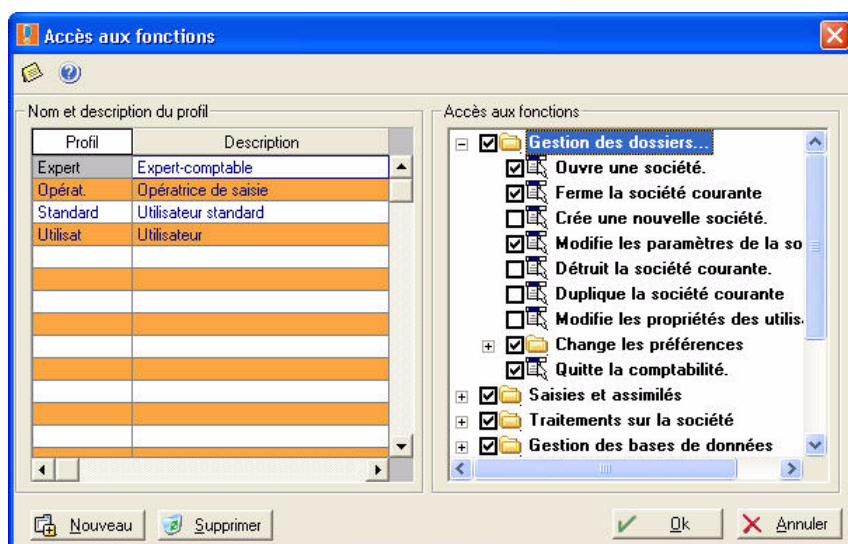 Accès aux fonctions
Nom et description du profil
Profil Description
Expert Expert-comptable
Opérat. Opératrice de saisie
Standard Utilisateur standard
Utilisat Utilisateur
Accès aux fonctions
Gestion des dossiers...
Ouvre une société.
Ferme la société courante
Crée une nouvelle société.
Modifie les paramètres de la so
Détruit la société courante.
Duplique la société courante
Modifie les propriétés des utilis
Change les préférences
Quitte la comptabilité.
Saisies et assimilés
Traitements sur la société
Gestion des bases de données
Nouveau Supprimer Ok Annuler